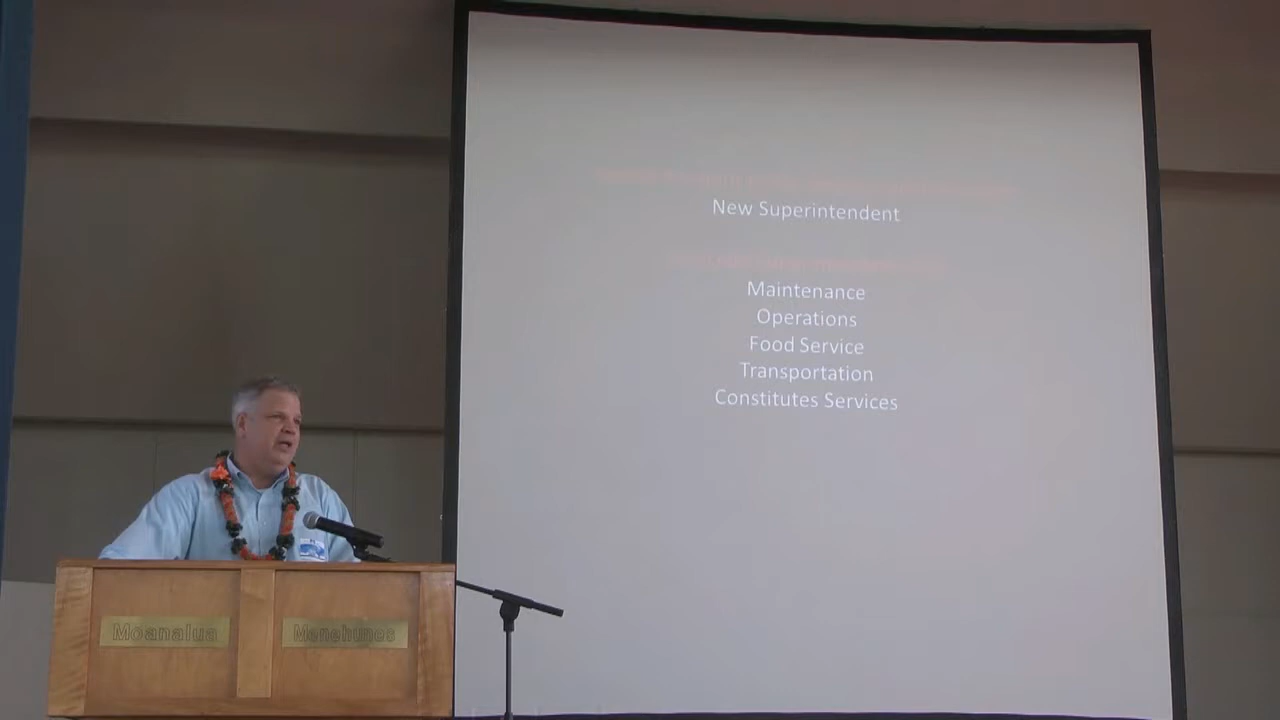 New Superintendent
Maintenance
Operations
Food Service
Transportation
Constitutes Services
Moanalua
Menehunes